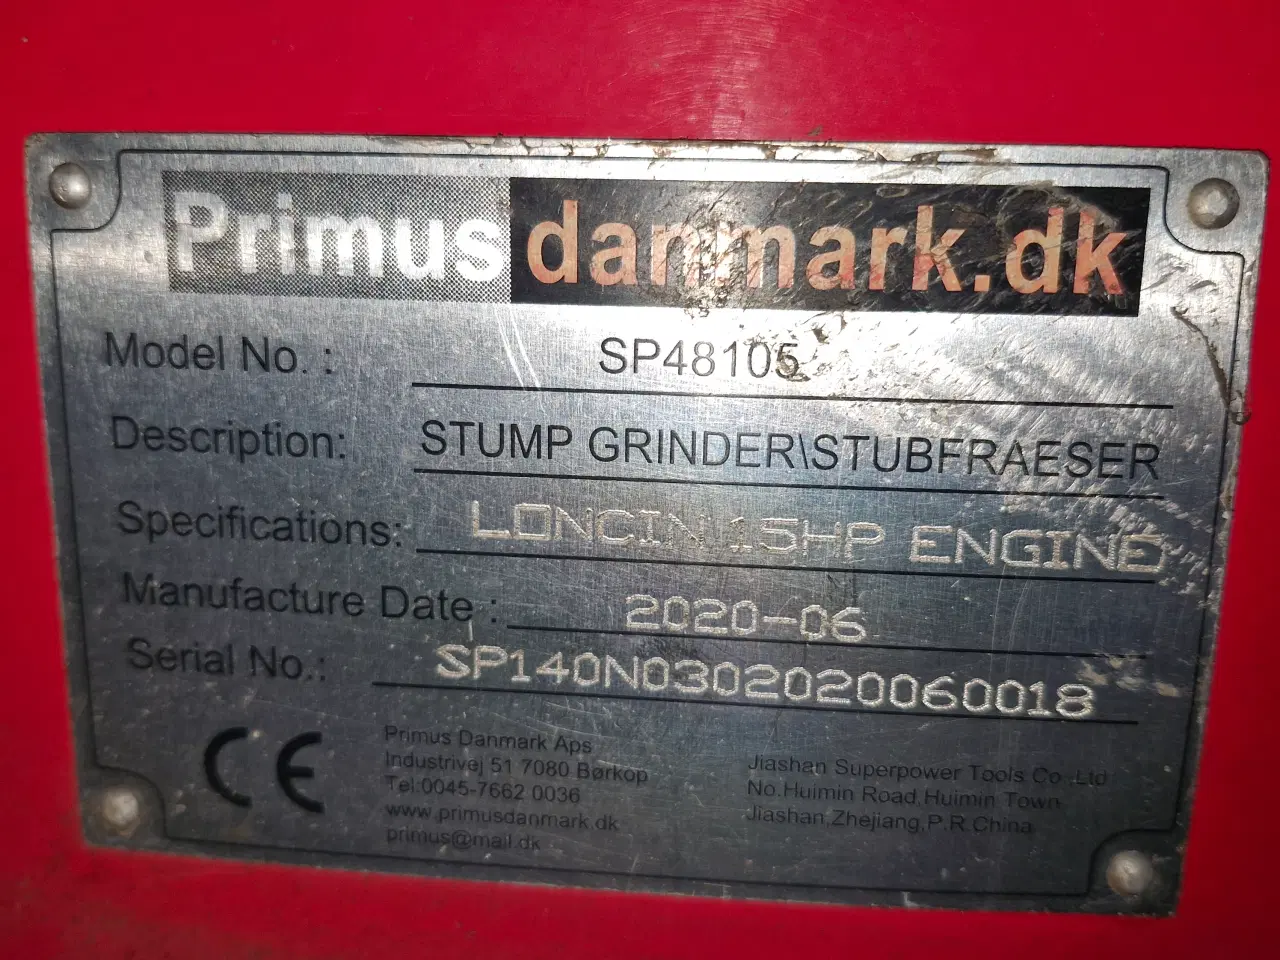 Primusdanmark.dk
Model No. : SP48105
Description: STUMP GRINDER\STUBFRAESER
Specifications: LONCIN 15HP ENGINE
Manufacture Date : 2020-06
Serial No.: SP140N0302020060018
CE
Primus Danmark Aps
Industrivej 51 7080 Børkop
Tel:0045-7662 0036
www.primusdanmark.dk
primus@mail.dk
Jiashan Superpower Tools Co.,Ltd
No.Huimin Road,Huimin Town
Jiashan,Zhejiang,P.R.China